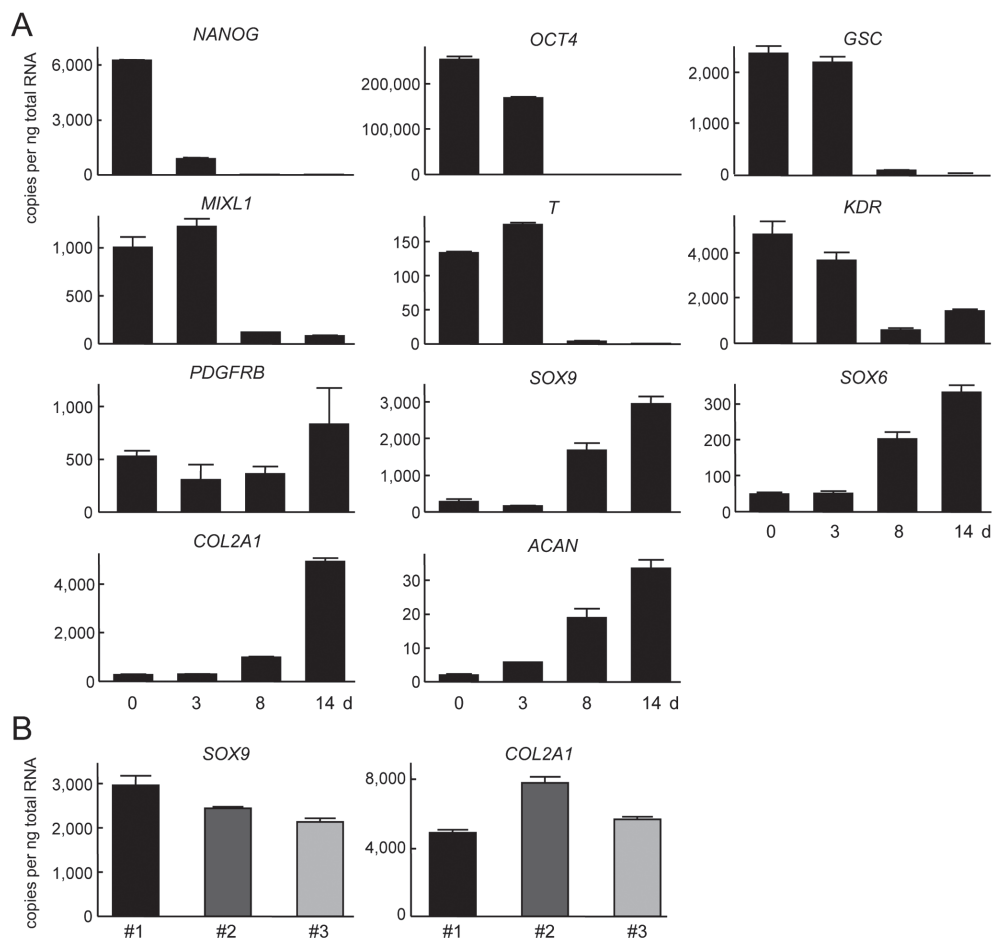 A
NANOG
OCT4
GSC
copies per ng total RNA
6,000
3,000
0
200,000
100,000
0
2,000
1,000
0
MIXL1
T
KDR
1,000
500
0
150
100
50
0
4,000
2,000
0
PDGFRB
SOX9
SOX6
1,000
500
0
3,000
2,000
1,000
0
300
200
100
0
0 3 8 14 d
COL2A1
ACAN
4,000
2,000
0
30
20
10
0
0 3 8 14 d
0 3 8 14 d
B
SOX9
COL2A1
copies per ng total RNA
3,000
2,000
1,000
0
8,000
4,000
0
#1 #2 #3
#1 #2 #3